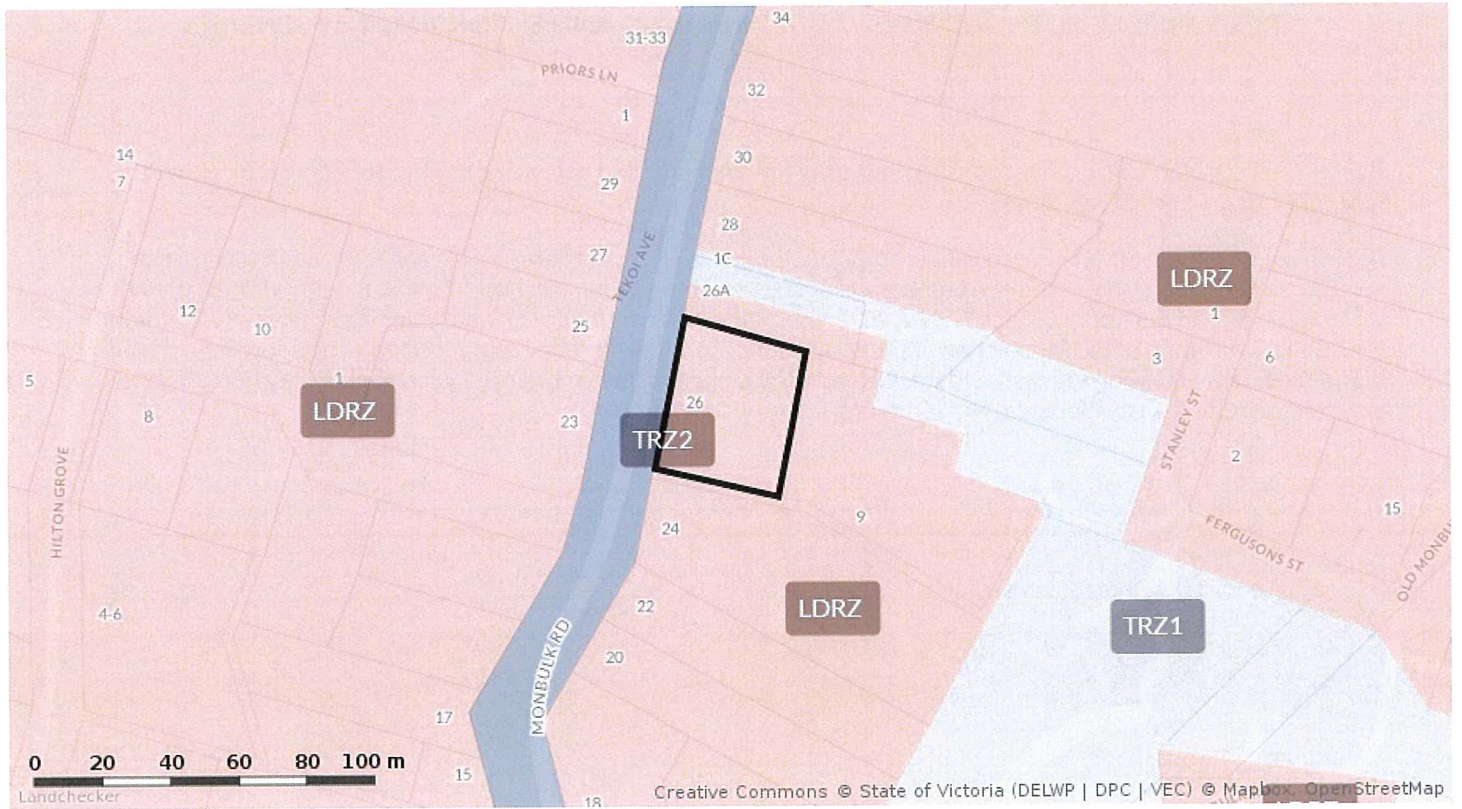 34
31-33
PRIORS LN
32
1
30
14
7
29
28
27
1C
TEKOI AVE
26A
LDRZ
12
10
25
1
3
6
5
1
LDRZ
8
26
23
TRZ2
STANLEY ST
2
HILTON GROVE
24
9
15
FERGUSONS ST
OLD MONBU
4-6
22
LDRZ
TRZ1
20
MONBULK RD
17
15
18
0 20 40 60 80 100 m
Landchecker
Creative Commons © State of Victoria (DELWP | DPC | VEC) © Mapbox, OpenStreetMap